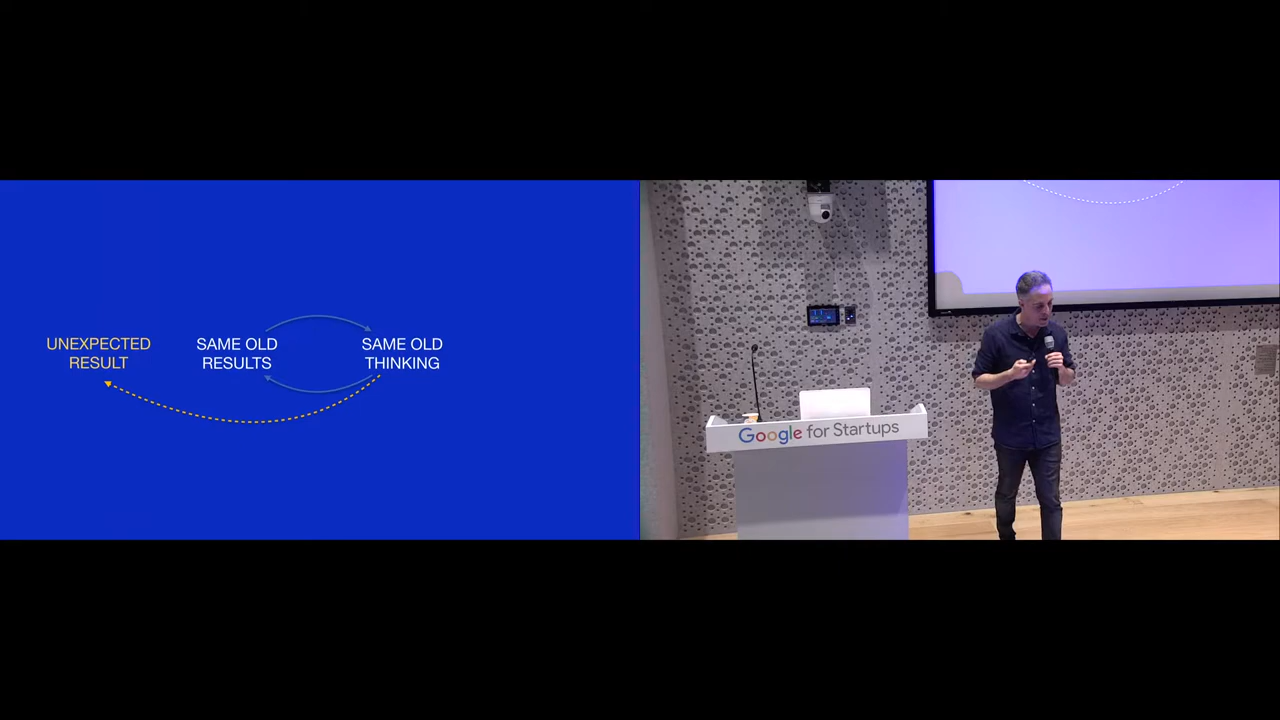 UNEXPECTED
RESULT
SAME OLD
RESULTS
SAME OLD
THINKING
Google for Startups